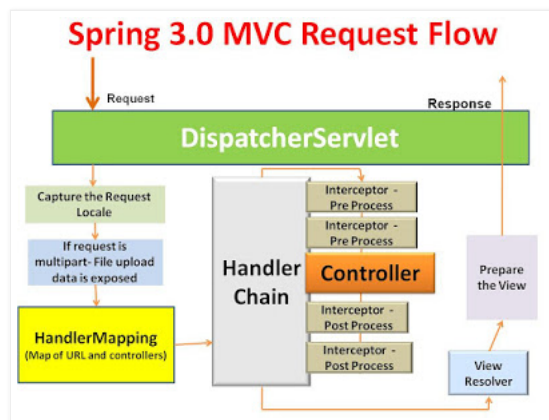 Spring 3.0 MVC Request Flow
Request
Response
DispatcherServlet
Capture the Request
Locale
If request is
multipart- File upload
data is exposed
HandlerMapping
(Map of URL and controllers)
Handler
Chain
Interceptor -
Pre Process
Interceptor -
Pre Process
Controller
Interceptor -
Post Process
Interceptor -
Post Process
Prepare
the View
View
Resolver